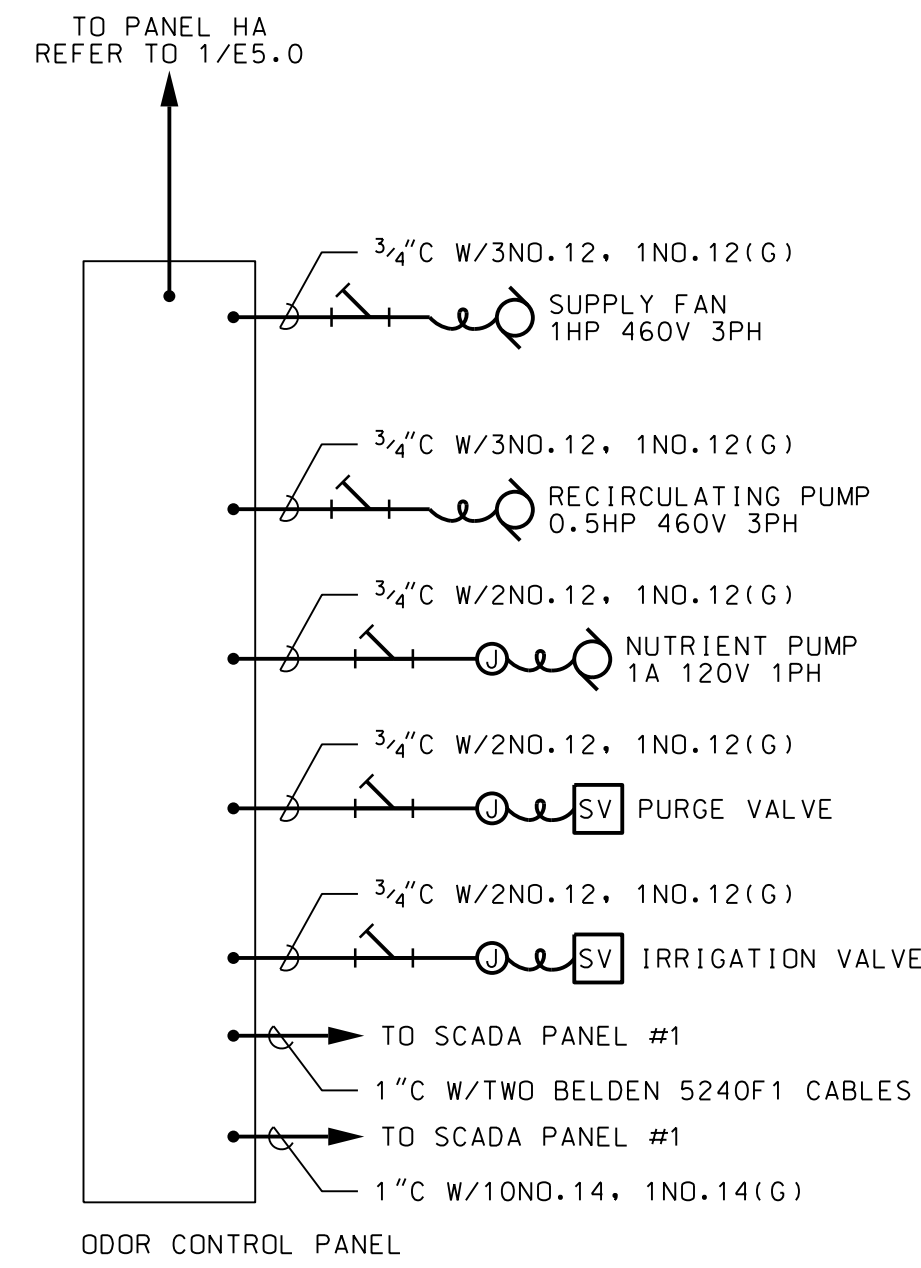 TO PANEL HA
REFER TO 1/E5.0
3/4"C W/3NO.12, 1NO.12(G)
SUPPLY FAN
1HP 460V 3PH
3/4"C W/3NO.12, 1NO.12(G)
RECIRCULATING PUMP
0.5HP 460V 3PH
3/4"C W/2NO.12, 1NO.12(G)
J
NUTRIENT PUMP
1A 120V 1PH
3/4"C W/2NO.12, 1NO.12(G)
J
SV
PURGE VALVE
3/4"C W/2NO.12, 1NO.12(G)
J
SV
IRRIGATION VALVE
TO SCADA PANEL #1
1"C W/TWO BELDEN 5240F1 CABLES
TO SCADA PANEL #1
1"C W/10NO.14, 1NO.14(G)
ODOR CONTROL PANEL